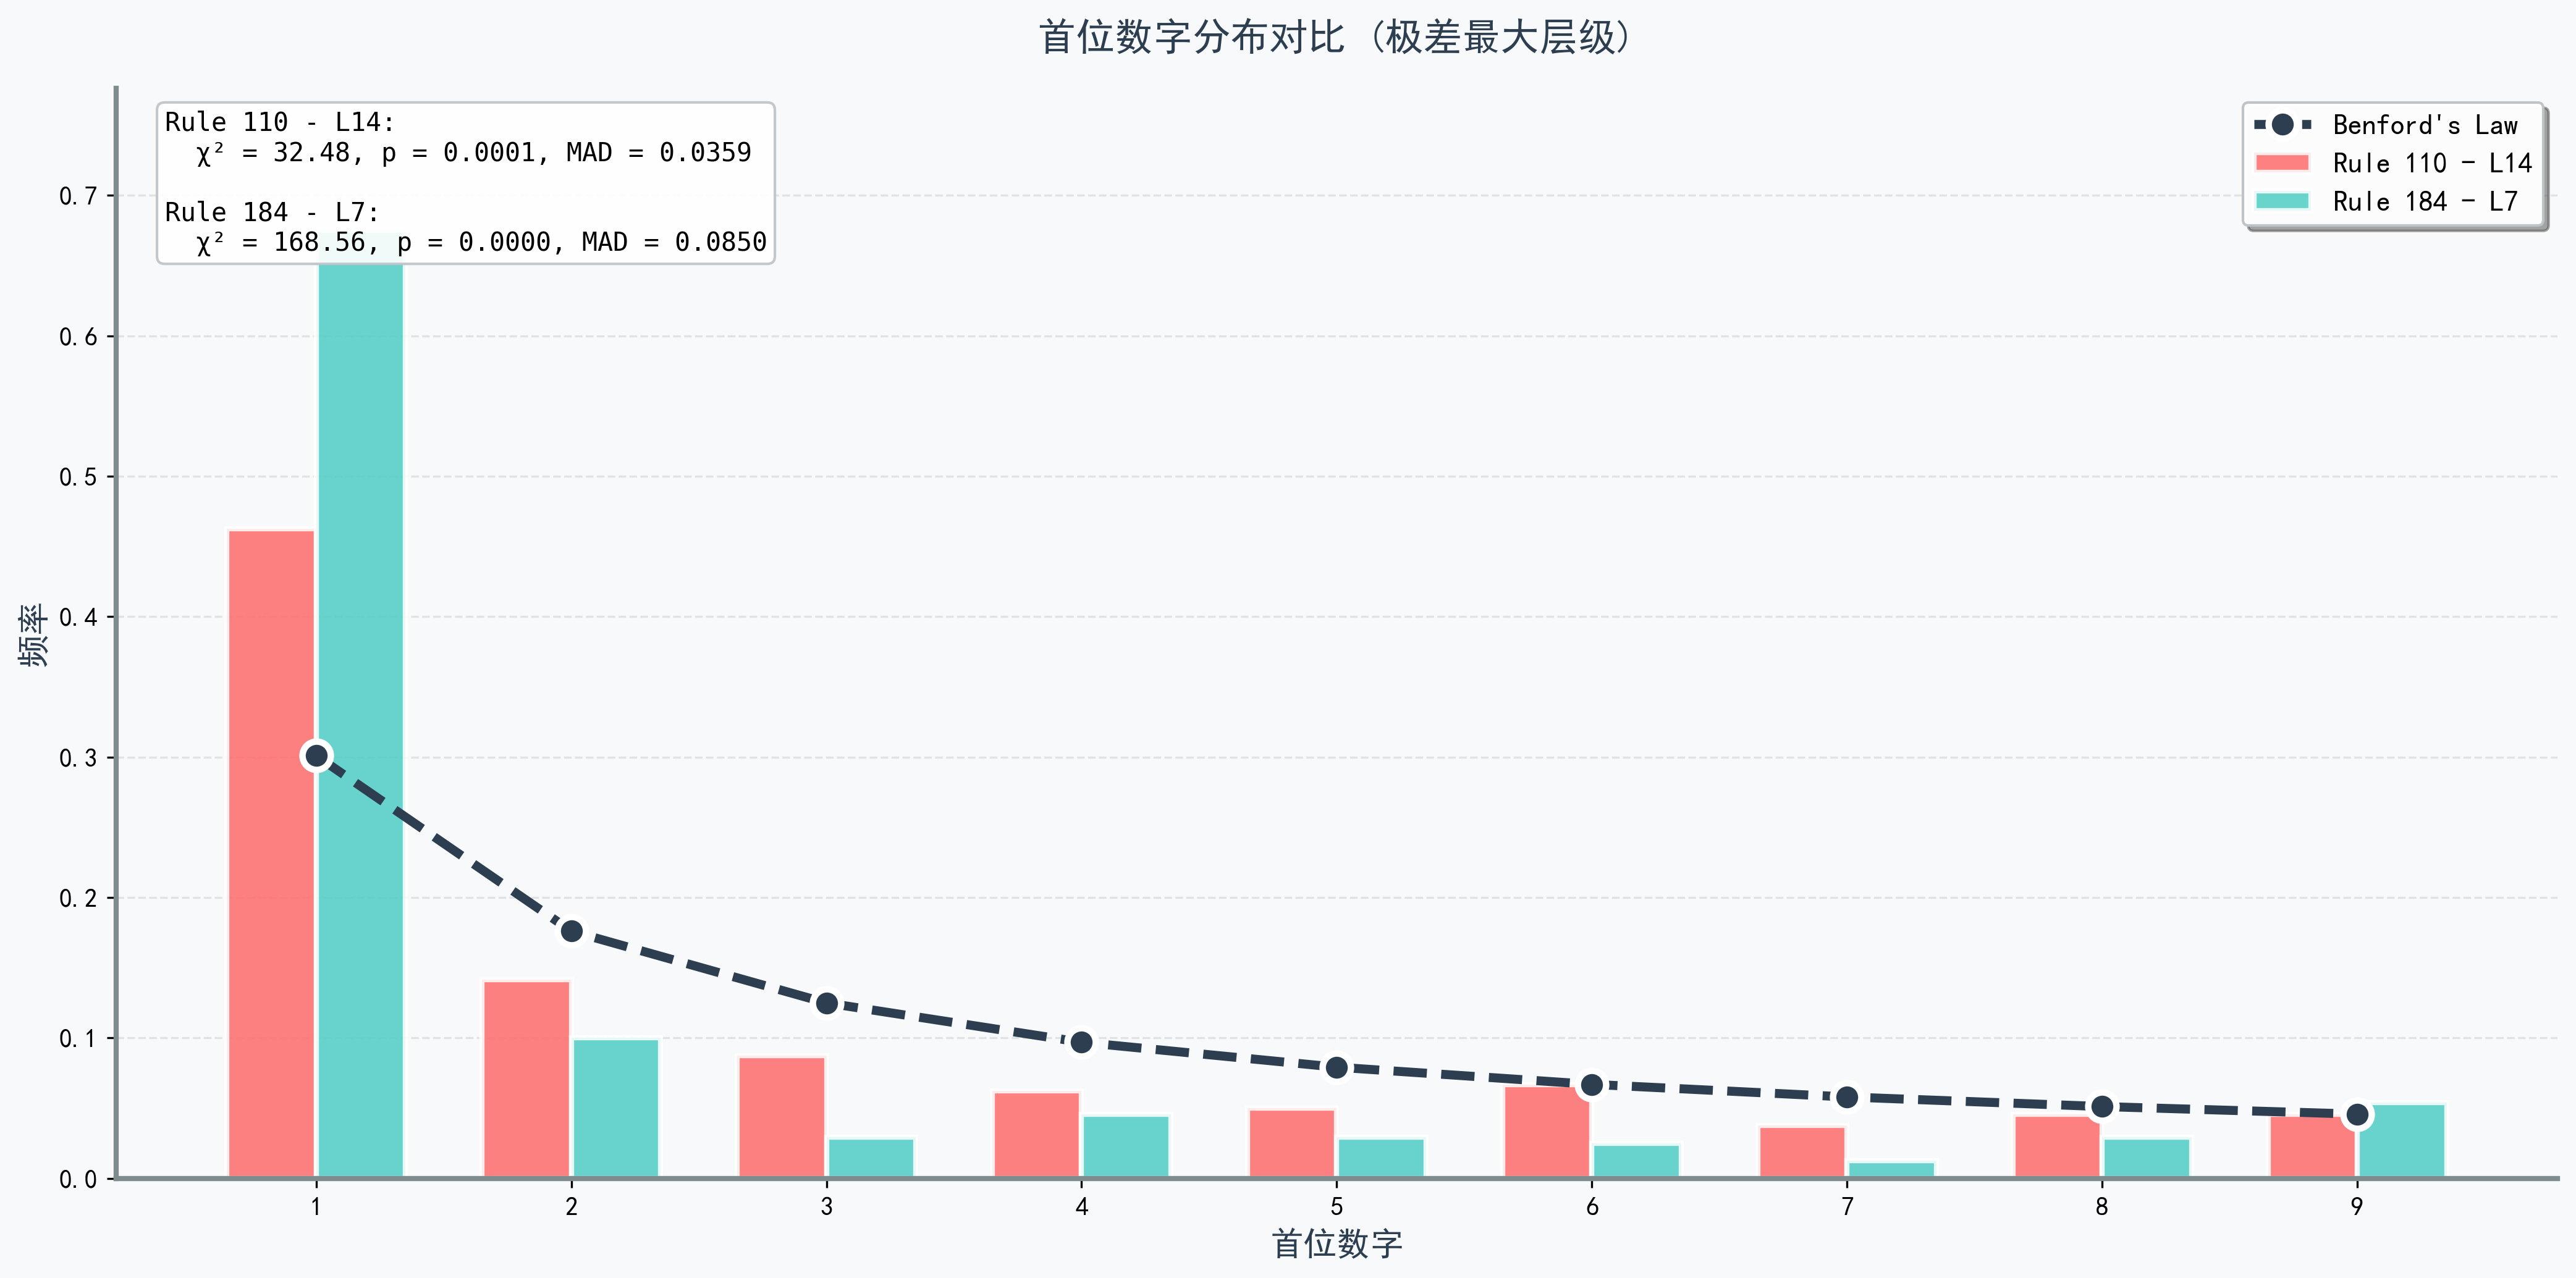 首位数字分布对比 (极差最大层级)
Rule 110 - L14:
χ² = 32.48, p = 0.0001, MAD = 0.0359
Rule 184 - L7:
χ² = 168.56, p = 0.0000, MAD = 0.0850
Benford's Law
Rule 110 - L14
Rule 184 - L7
频率
0.7
0.6
0.5
0.4
0.3
0.2
0.1
0.0
1 2 3 4 5 6 7 8 9
首位数字